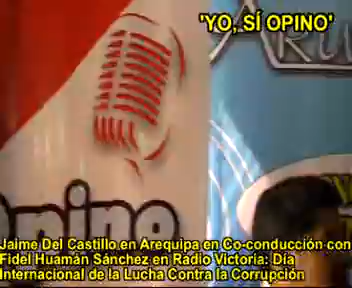 'YO, SÍ OPINO'
Opino
Jaime Del Castillo en Arequipa en Co-conducción con
Fidel Huamán Sánchez en Radio Victoria: Día
Internacional de la Lucha Contra la Corrupción